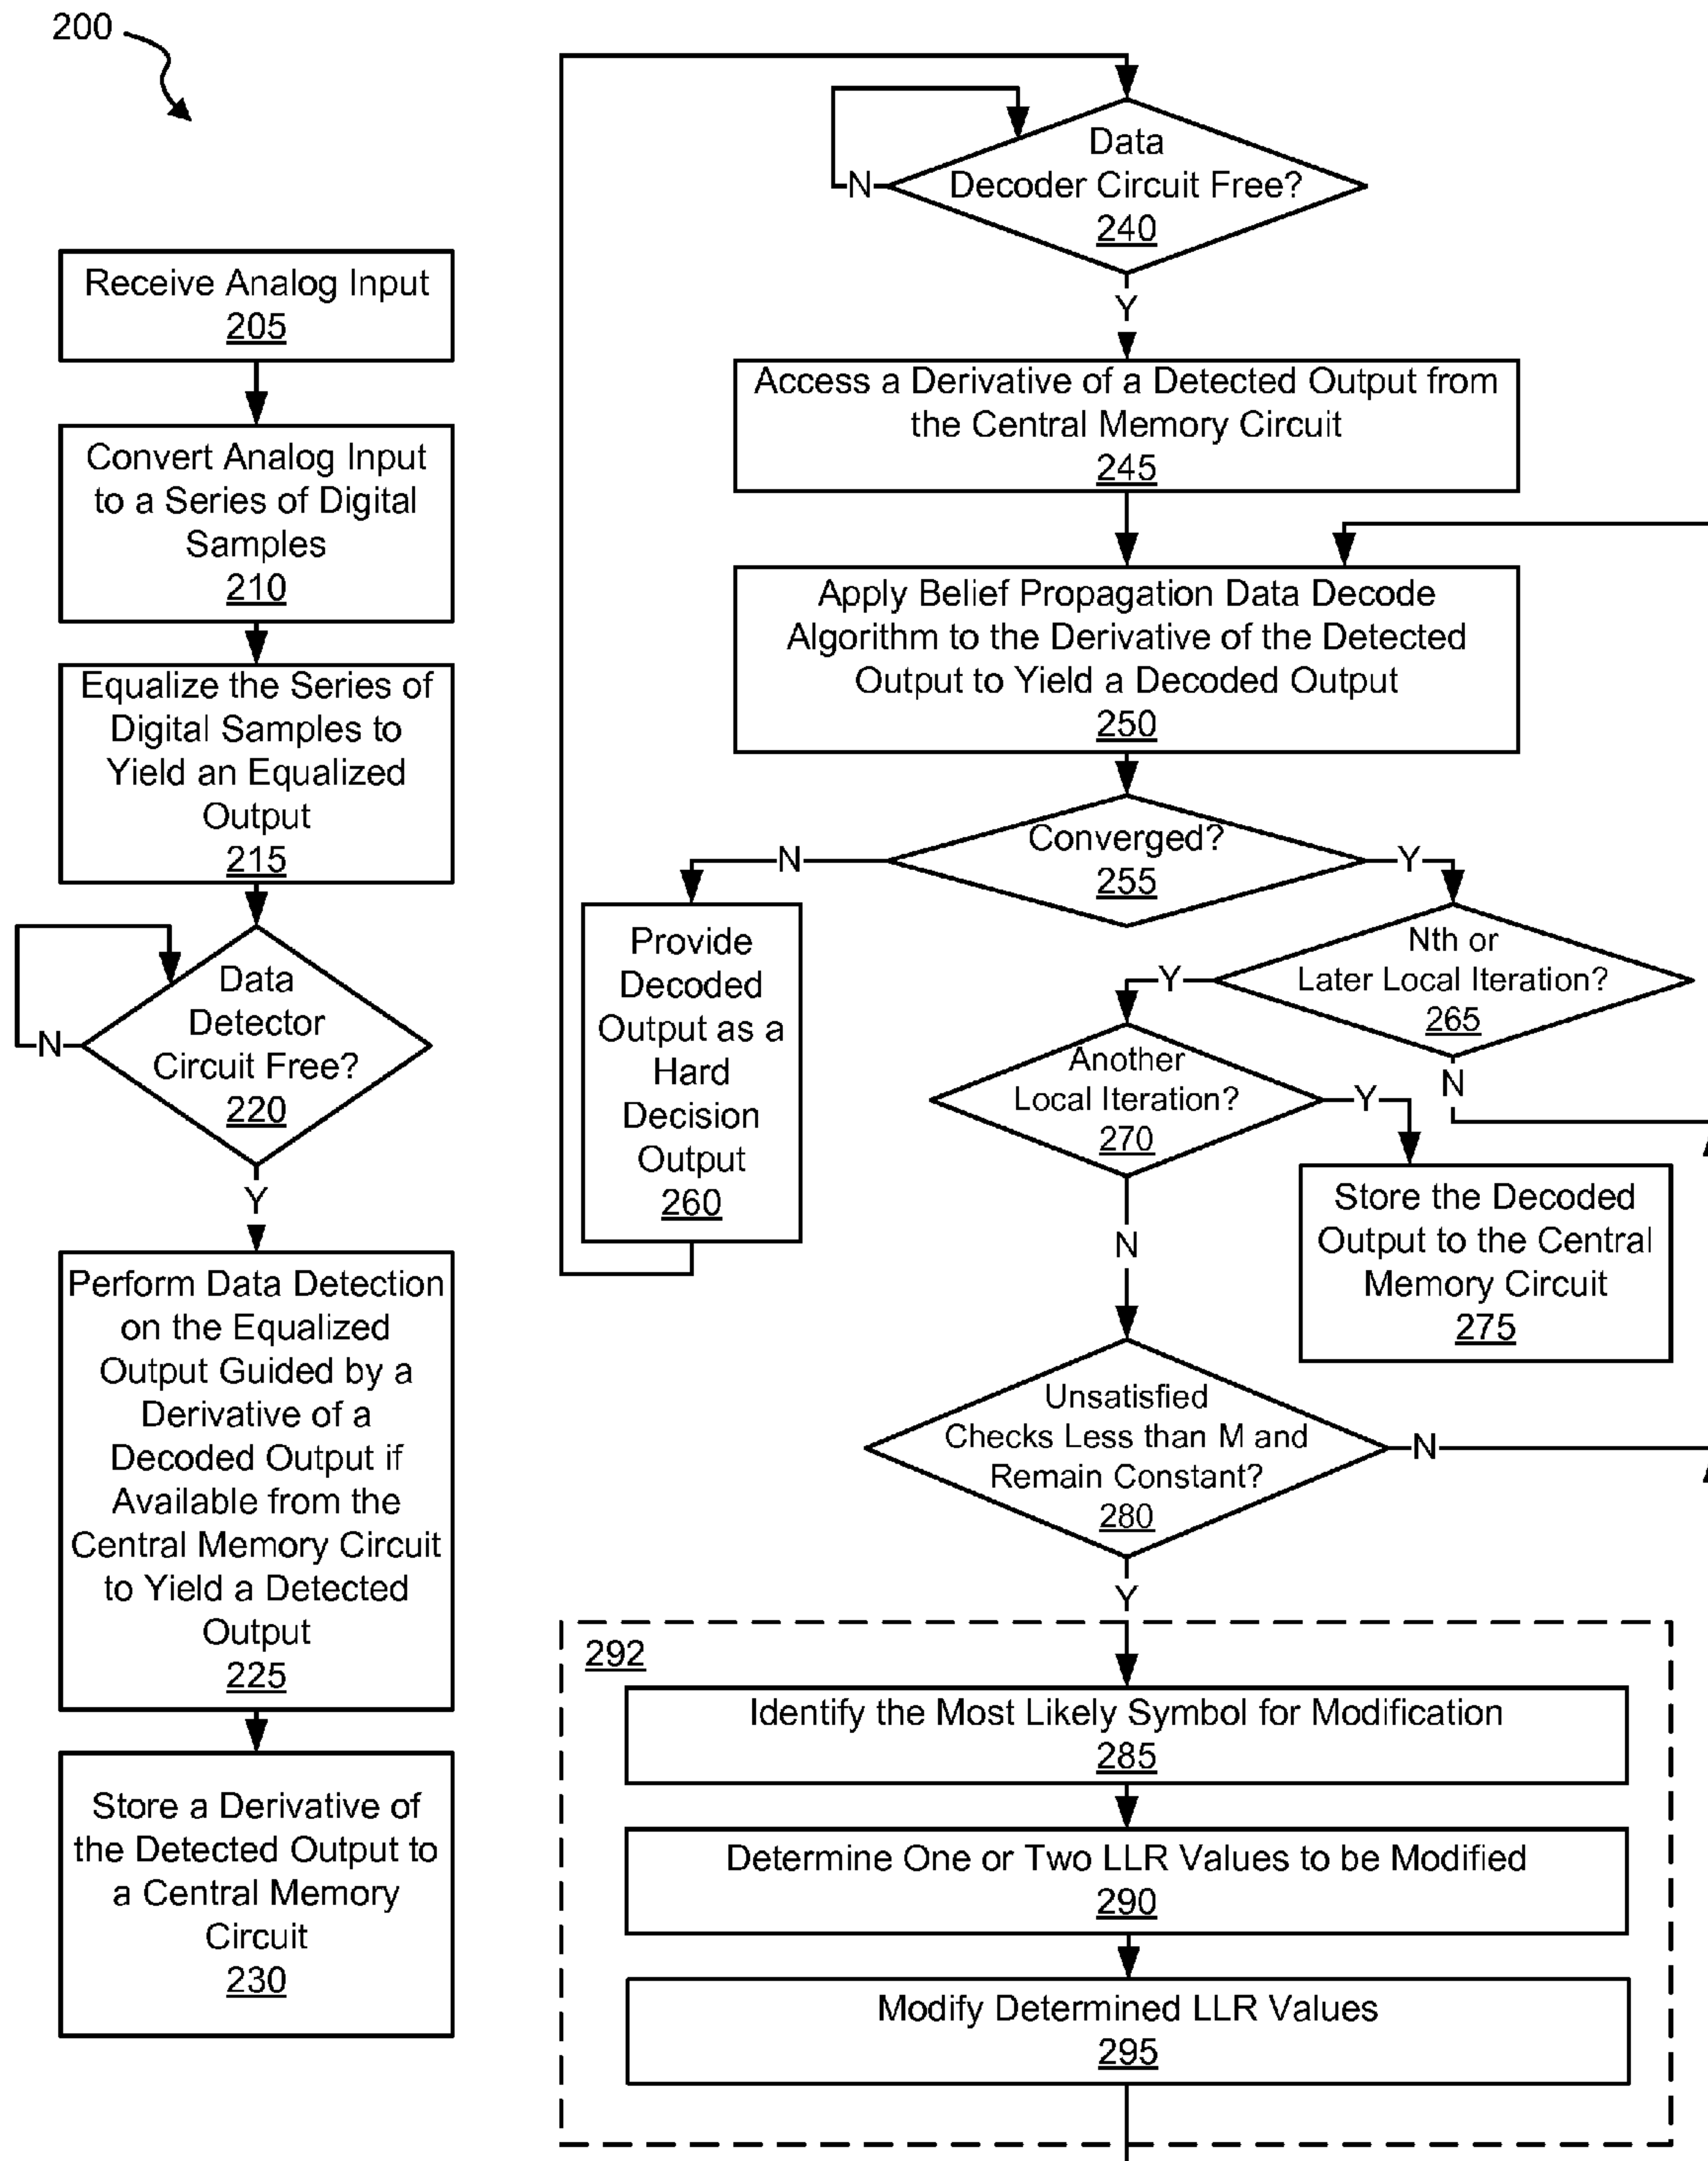 200
Receive Analog Input
205
Convert Analog Input
to a Series of Digital
Samples
210
Equalize the Series of
Digital Samples to
Yield an Equalized
Output
215
Data
Detector
Circuit Free?
220
N
Y
Perform Data Detection
on the Equalized
Output Guided by a
Derivative of a
Decoded Output if
Available from the
Central Memory Circuit
to Yield a Detected
Output
225
Store a Derivative of
the Detected Output to
a Central Memory
Circuit
230
Data
Decoder Circuit Free?
240
N
Y
Access a Derivative of a Detected Output from
the Central Memory Circuit
245
Apply Belief Propagation Data Decode
Algorithm to the Derivative of the Detected
Output to Yield a Decoded Output
250
Converged?
255
N
Y
Provide
Decoded
Output as a
Hard
Decision
Output
260
Nth or
Later Local Iteration?
265
Y
N
Another
Local Iteration?
270
Y
N
Store the Decoded
Output to the Central
Memory Circuit
275
Unsatisfied
Checks Less than M and
Remain Constant?
280
N
Y
292
Identify the Most Likely Symbol for Modification
285
Determine One or Two LLR Values to be Modified
290
Modify Determined LLR Values
295